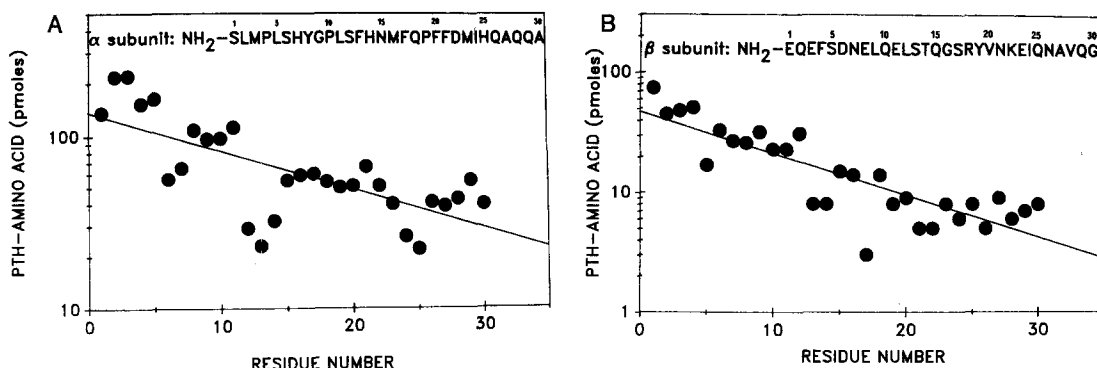 A
1 5 10 15 20 25 30
α subunit: NH2-SLMPLSHYGPLSFHNMFQPFFDMIHQAQQA
PTH-AMINO ACID (pmoles)
100
10
0 10 20 30
RESIDUE NUMBER
B
1 5 10 15 20 25 30
β subunit: NH2-EQEFSDNELQELSTQGSRYVNKEIQNAVQG
PTH-AMINO ACID (pmoles)
100
10
1
0 10 20 30
RESIDUE NUMBER